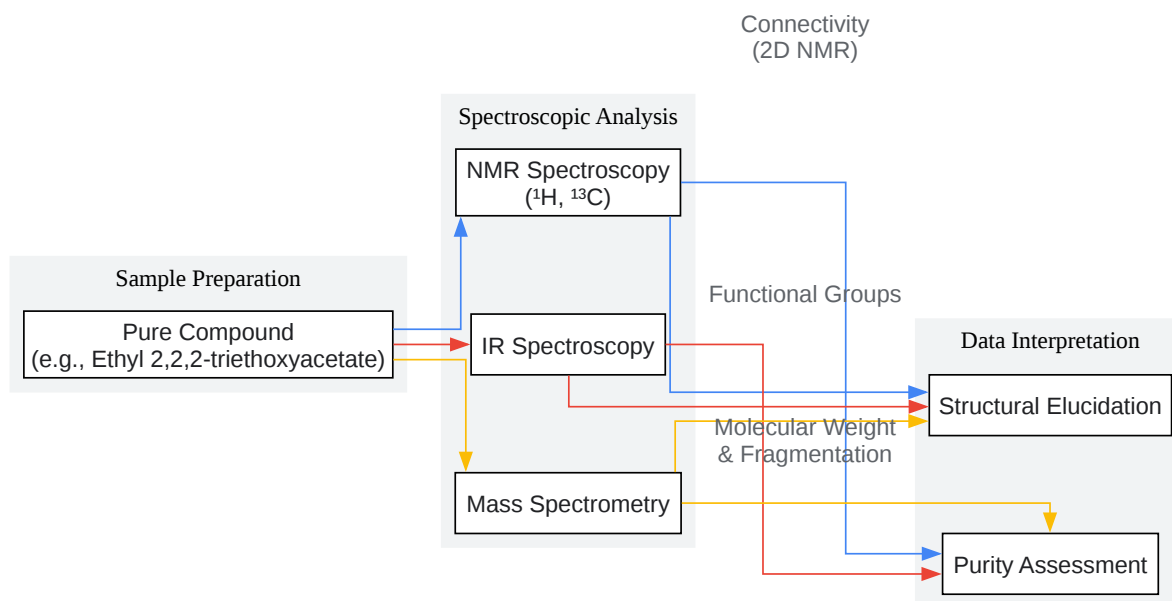 Connectivity
(2D NMR)
Spectroscopic Analysis
NMR Spectroscopy
(¹H, ¹³C)
Sample Preparation
Pure Compound
(e.g., Ethyl 2,2,2-triethoxyacetate)
Functional Groups
IR Spectroscopy
Data Interpretation
Structural Elucidation
Molecular Weight
& Fragmentation
Mass Spectrometry
Purity Assessment